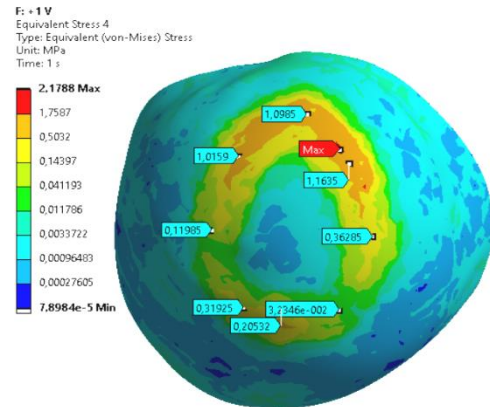 F: +1 V
Equivalent Stress 4
Type: Equivalent (von-Mises) Stress
Unit: MPa
Time: 1 s
2,1788 Max
1,7587
0,5032
0,14397
0,041193
0,011786
0,0033722
0,00096483
0,00027605
7,8984e-5 Min
1,0985
1,0159
Max
1,1635
0,11985
0,36285
0,31925
3,2346e-002
0,20532